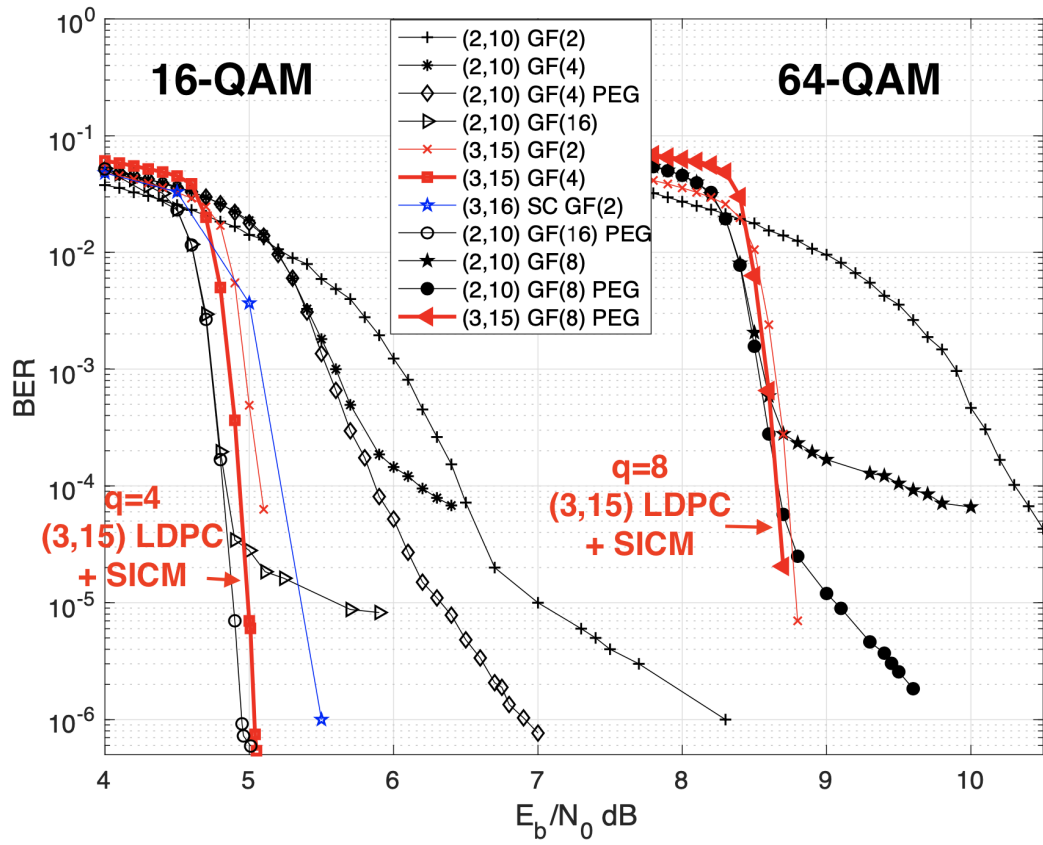 10^0
10^-1
10^-2
10^-3
10^-4
10^-5
10^-6
BER
16-QAM
64-QAM
(2,10) GF(2)
(2,10) GF(4)
(2,10) GF(4) PEG
(2,10) GF(16)
(3,15) GF(2)
(3,15) GF(4)
(3,16) SC GF(2)
(2,10) GF(16) PEG
(2,10) GF(8)
(2,10) GF(8) PEG
(3,15) GF(8) PEG
q=4
(3,15) LDPC
+ SICM
q=8
(3,15) LDPC
+ SICM
4 5 6 7 8 9 10
E_b/N_0 dB